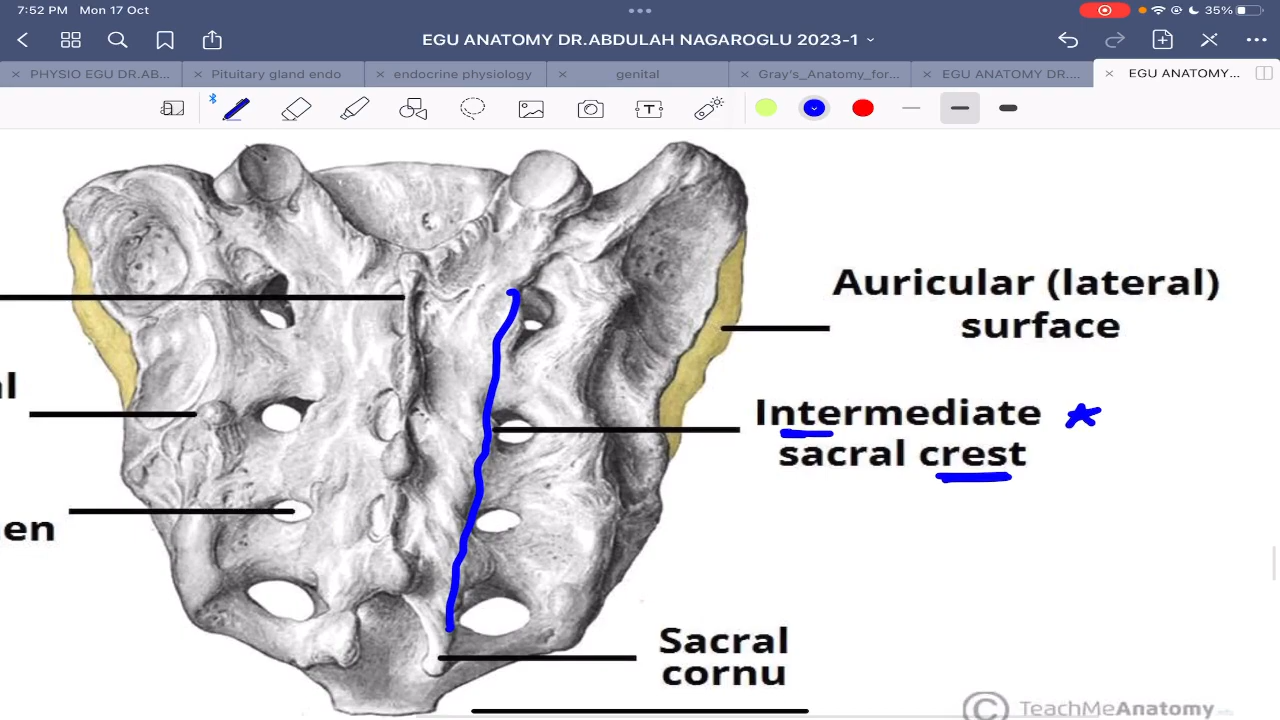 7:52 PM Mon 17 Oct
35%
EGU ANATOMY DR.ABDULAH NAGAROGLU 2023-1
PHYSIO EGU DR.AB...
Pituitary gland endo
endocrine physiology
genital
Gray's_Anatomy_for...
EGU ANATOMY DR....
EGU ANATOMY...
T
Auricular (lateral)
surface
al
Intermediate
sacral crest
en
Sacral
cornu
© TeachMeAnatomy